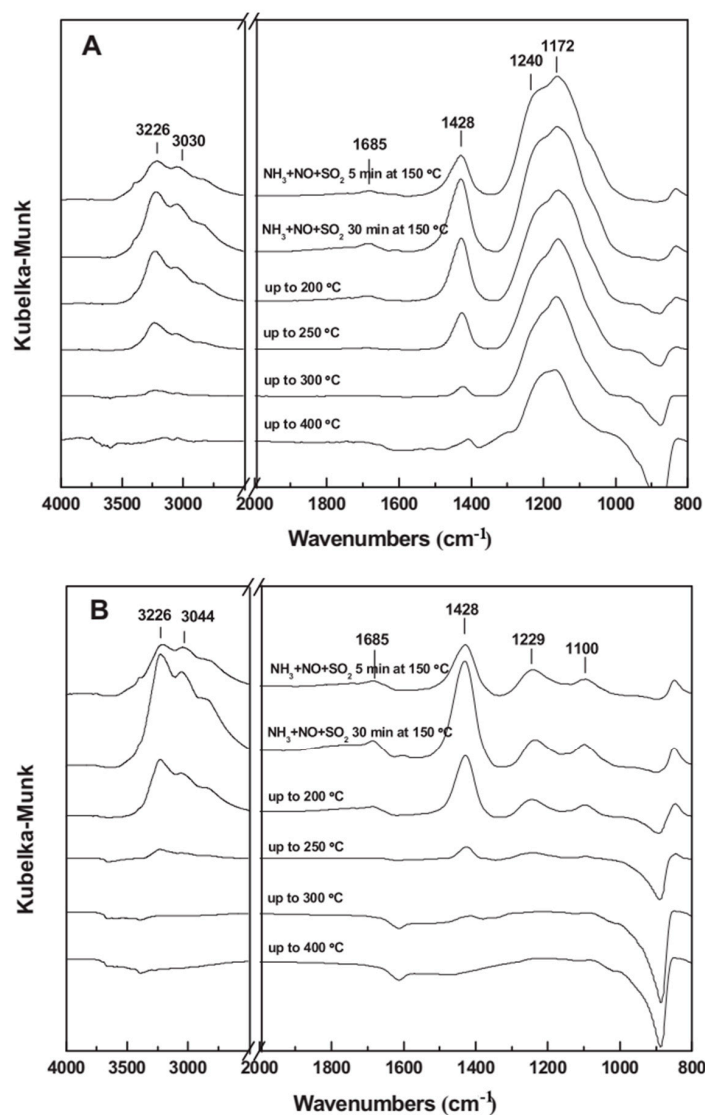 A
1172
1240
1428
3226
3030
1685
NH₃+NO+SO₂ 5 min at 150 °C
NH₃+NO+SO₂ 30 min at 150 °C
up to 200 °C
up to 250 °C
up to 300 °C
up to 400 °C
Kubelka-Munk
4000 3500 3000 2000 1800 1600 1400 1200 1000 800
Wavenumbers (cm⁻¹)
B
3226 3044
1428
1685
1229
1100
NH₃+NO+SO₂ 5 min at 150 °C
NH₃+NO+SO₂ 30 min at 150 °C
up to 200 °C
up to 250 °C
up to 300 °C
up to 400 °C
Kubelka-Munk
4000 3500 3000 2000 1800 1600 1400 1200 1000 800
Wavenumbers (cm⁻¹)